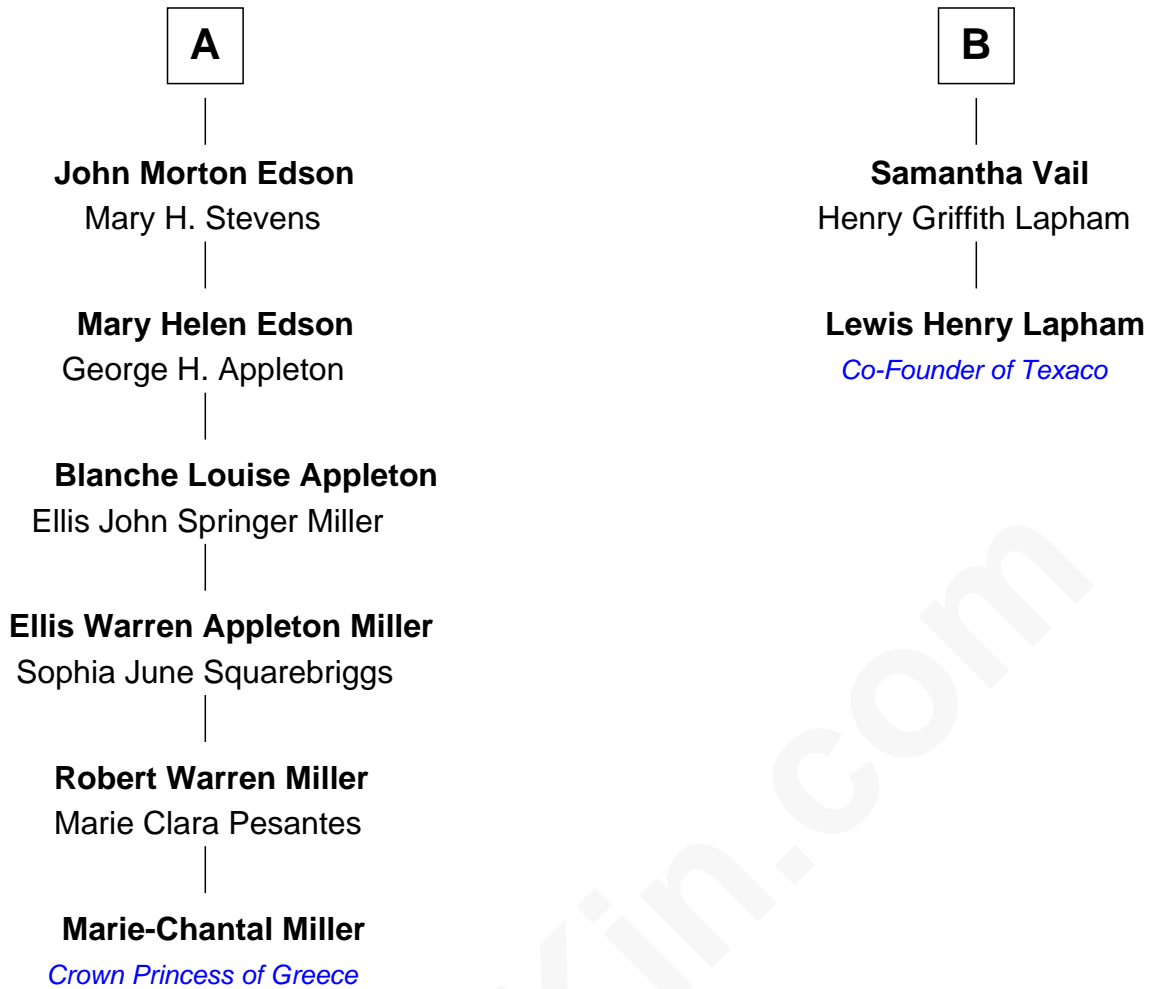 A
John Morton Edson
Mary H. Stevens
Mary Helen Edson
George H. Appleton
Blanche Louise Appleton
Ellis John Springer Miller
Ellis Warren Appleton Miller
Sophia June Squarebriggs
Robert Warren Miller
Marie Clara Pesantes
Marie-Chantal Miller
Crown Princess of Greece
B
Samantha Vail
Henry Griffith Lapham
Lewis Henry Lapham
Co-Founder of Texaco